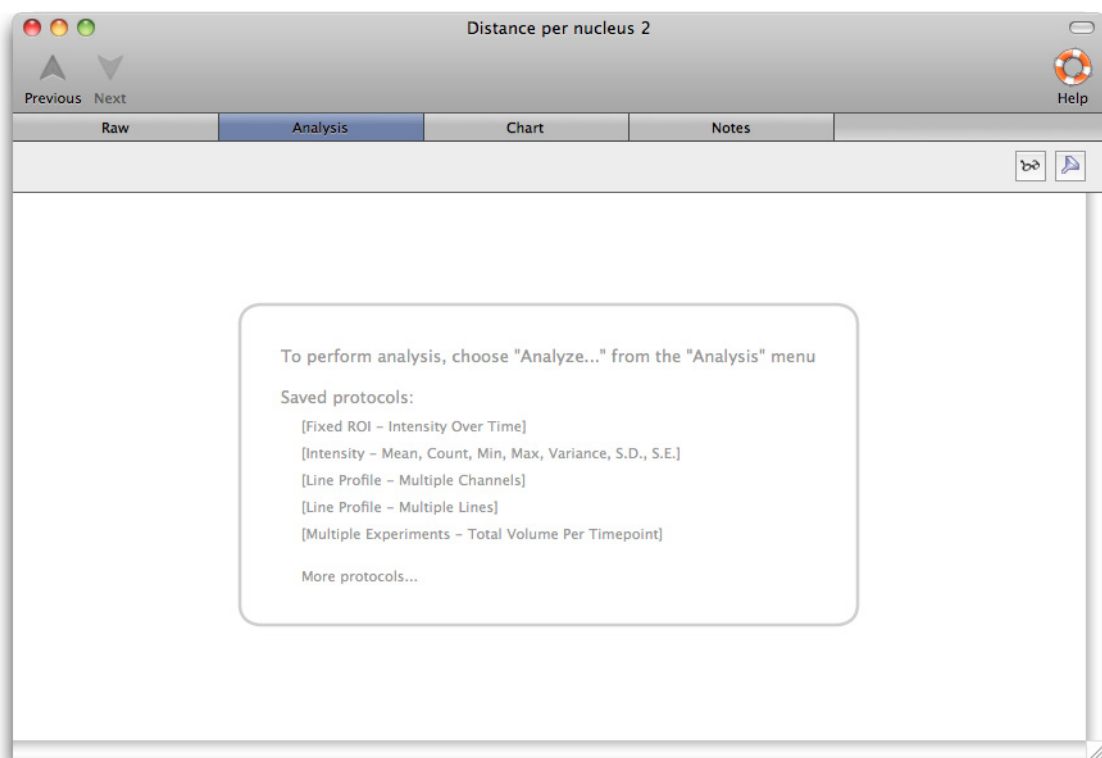 Distance per nucleus 2
Previous Next
Help
Raw Analysis Chart Notes
To perform analysis, choose "Analyze..." from the "Analysis" menu
Saved protocols:
[Fixed ROI – Intensity Over Time]
[Intensity – Mean, Count, Min, Max, Variance, S.D., S.E.]
[Line Profile – Multiple Channels]
[Line Profile – Multiple Lines]
[Multiple Experiments – Total Volume Per Timepoint]
More protocols...